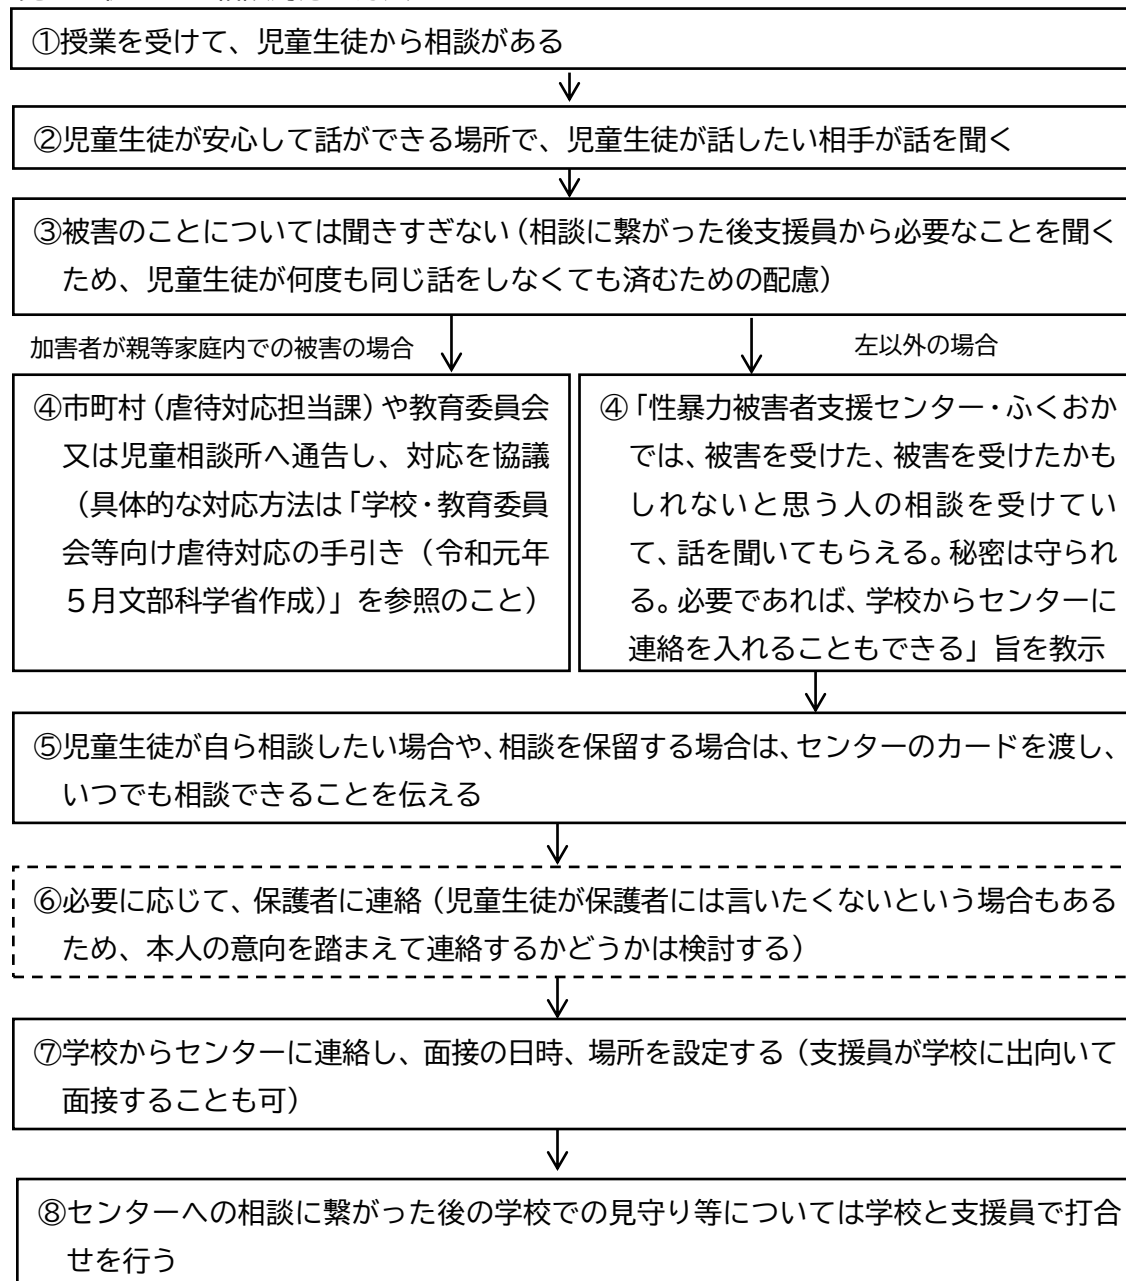 ①授業を受けて、児童生徒から相談がある
②児童生徒が安心して話ができる場所で、児童生徒が話したい相手が話を聞く
③被害のことについては聞きすぎない（相談に繋がった後支援員から必要なことを聞く
ため、児童生徒が何度も同じ話をしなくても済むための配慮）
加害者が親等家庭内での被害の場合
左以外の場合
④市町村（虐待対応担当課）や教育委員会
又は児童相談所へ通告し、対応を協議
（具体的な対応方法は「学校・教育委員
会等向け虐待対応の手引き（令和元年
５月文部科学省作成）」を参照のこと）
④「性暴力被害者支援センター・ふくおか
では、被害を受けた、被害を受けたかも
しれないと思う人の相談を受けてい
て、話を聞いてもらえる。秘密は守られ
る。必要であれば、学校からセンターに
連絡を入れることもできる」旨を教示
⑤児童生徒が自ら相談したい場合や、相談を保留する場合は、センターのカードを渡し、
いつでも相談できることを伝える
⑥必要に応じて、保護者に連絡（児童生徒が保護者には言いたくないという場合もある
ため、本人の意向を踏まえて連絡するかどうかは検討する）
⑦学校からセンターに連絡し、面接の日時、場所を設定する（支援員が学校に出向いて
面接することも可）
⑧センターへの相談に繋がった後の学校での見守り等については学校と支援員で打合
せを行う